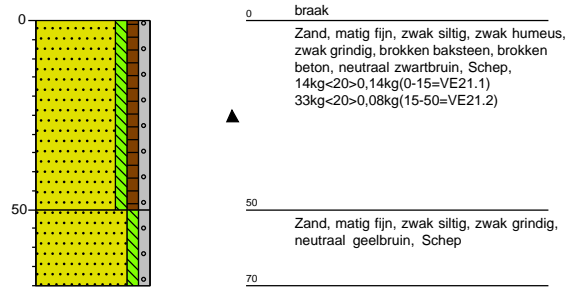 0
50
0
braak
Zand, matig fijn, zwak siltig, zwak humeus,
zwak grindig, brokken baksteen, brokken
beton, neutraal zwartbruin, Schep,
14kg<20>0,14kg(0-15=VE21.1)
33kg<20>0,08kg(15-50=VE21.2)
50
Zand, matig fijn, zwak siltig, zwak grindig,
neutraal geelbruin, Schep
70